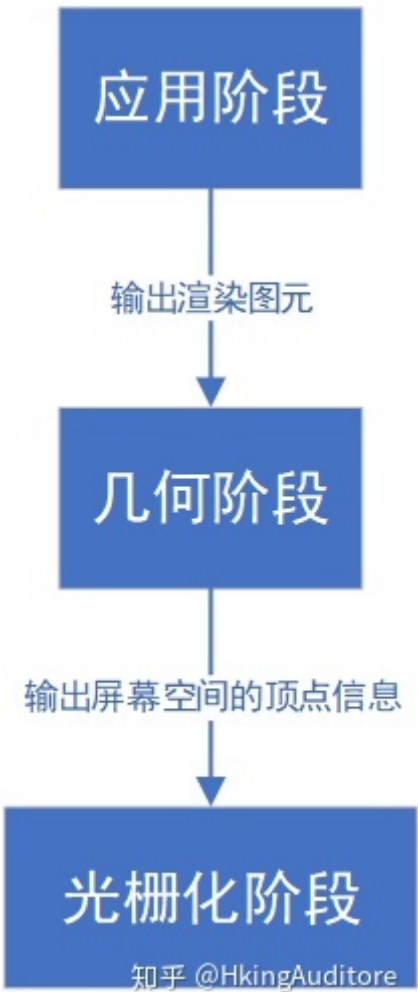 应用阶段
输出渲染图元
几何阶段
输出屏幕空间的顶点信息
光栅化阶段
知乎 @HkingAuditore